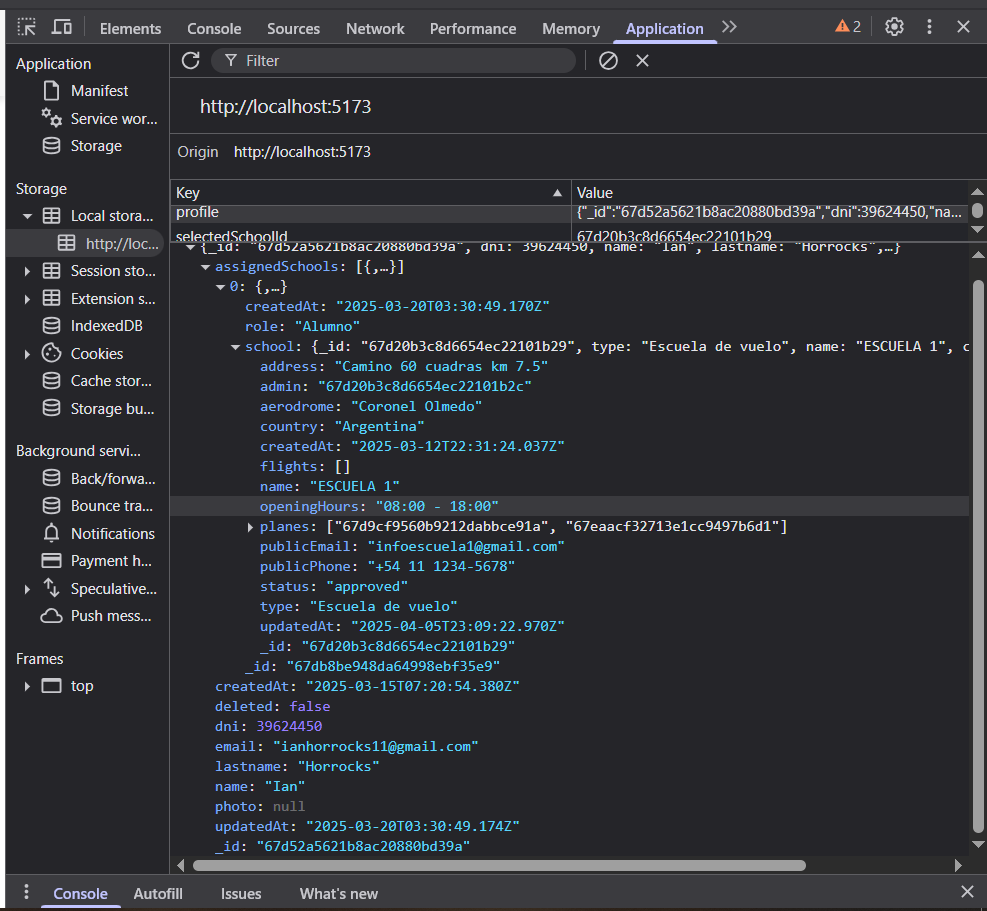 Elements Console Sources Network Performance Memory Application 2
Application
Manifest
Service wor...
Storage
Storage
Local stora...
http://loc...
Session sto...
Extension s...
IndexedDB
Cookies
Cache stor...
Storage bu...
Background servi...
Back/forwa...
Bounce tra...
Notifications
Payment h...
Speculative...
Push mess...
Frames
top
Filter
http://localhost:5173
Origin http://localhost:5173
Key Value
profile {"_id":"67d52a5621b8ac20880bd39a","dni":39624450,"na...
selectedSchoolId 67d20b3c8d6654ec22101b29
{_id: "67d52a5621b8ac20880bd39a", dni: 39624450, name: "Ian", lastname: "Horrocks",…}
assignedSchools: [{,…}]
0: {,…}
createdAt: "2025-03-20T03:30:49.170Z"
role: "Alumno"
school: {_id: "67d20b3c8d6654ec22101b29", type: "Escuela de vuelo", name: "ESCUELA 1", c
address: "Camino 60 cuadras km 7.5"
admin: "67d20b3c8d6654ec22101b2c"
aerodrome: "Coronel Olmedo"
country: "Argentina"
createdAt: "2025-03-12T22:31:24.037Z"
flights: []
name: "ESCUELA 1"
openingHours: "08:00 - 18:00"
planes: ["67d9cf9560b9212dabbce91a", "67eaacf32713e1cc9497b6d1"]
publicEmail: "infoescuela1@gmail.com"
publicPhone: "+54 11 1234-5678"
status: "approved"
type: "Escuela de vuelo"
updatedAt: "2025-04-05T23:09:22.970Z"
_id: "67d20b3c8d6654ec22101b29"
_id: "67db8be948da64998ebf35e9"
createdAt: "2025-03-15T07:20:54.380Z"
deleted: false
dni: 39624450
email: "ianhorrocks11@gmail.com"
lastname: "Horrocks"
name: "Ian"
photo: null
updatedAt: "2025-03-20T03:30:49.174Z"
_id: "67d52a5621b8ac20880bd39a"
Console Autofill Issues What's new